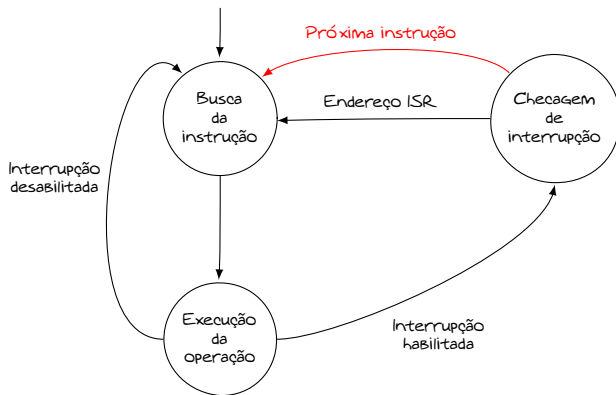 Próxima instrução
Busca
da
instrução
Endereço ISR
Checagem
de
interrupção
Interrupção
desabilitada
Execução
da
operação
Interrupção
habilitada